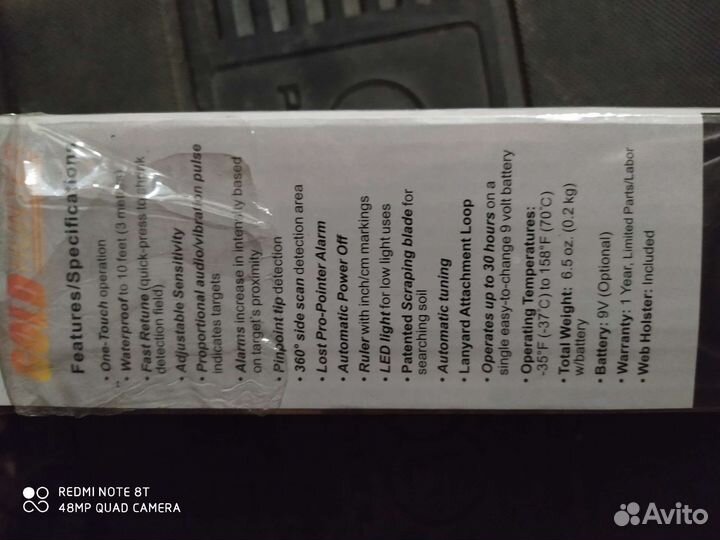 GOLD
Features/Specifications:
• One-Touch operation
• Waterproof to 10 feet (3 meters)
• Fast Retune (quick-press to shrink
detection field)
• Adjustable Sensitivity
• Proportional audio/vibration pulse
indicates targets
• Alarms increase in intensity based
on target's proximity
• Pinpoint tip detection
• 360° side scan detection area
• Lost Pro-Pointer Alarm
• Automatic Power Off
• Ruler with inch/cm markings
• LED light for low light uses
• Patented Scraping blade for
searching soil
• Automatic tuning
• Lanyard Attachment Loop
• Operates up to 30 hours on a
single easy-to-change 9 volt battery
• Operating Temperatures:
-35°F (-37°C) to 158°F (70°C)
• Total Weight: 6.5 oz. (0.2 kg)
w/battery
• Battery: 9V (Optional)
• Warranty: 1 Year, Limited Parts/Labor
• Web Holster: Included
REDMI NOTE 8T
48MP QUAD CAMERA
Avito